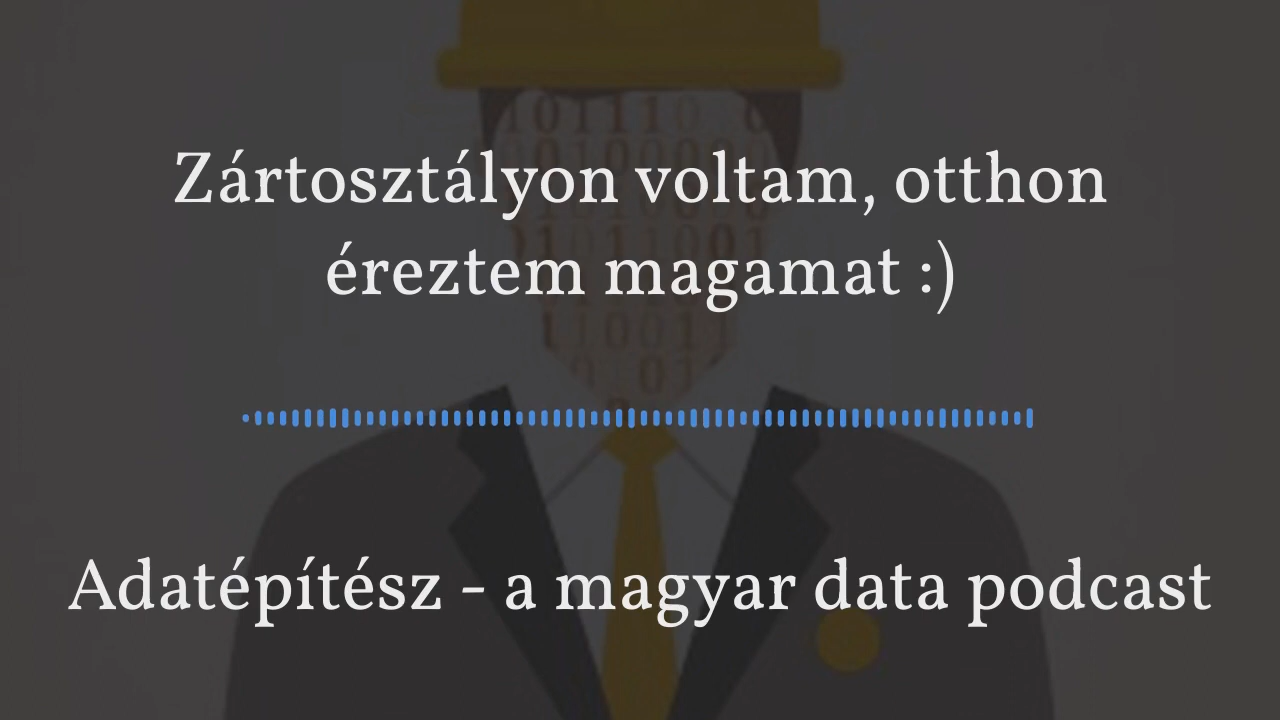 Zártosztályon voltam, otthon
éreztem magamat :)
Adatépítész - a magyar data podcast